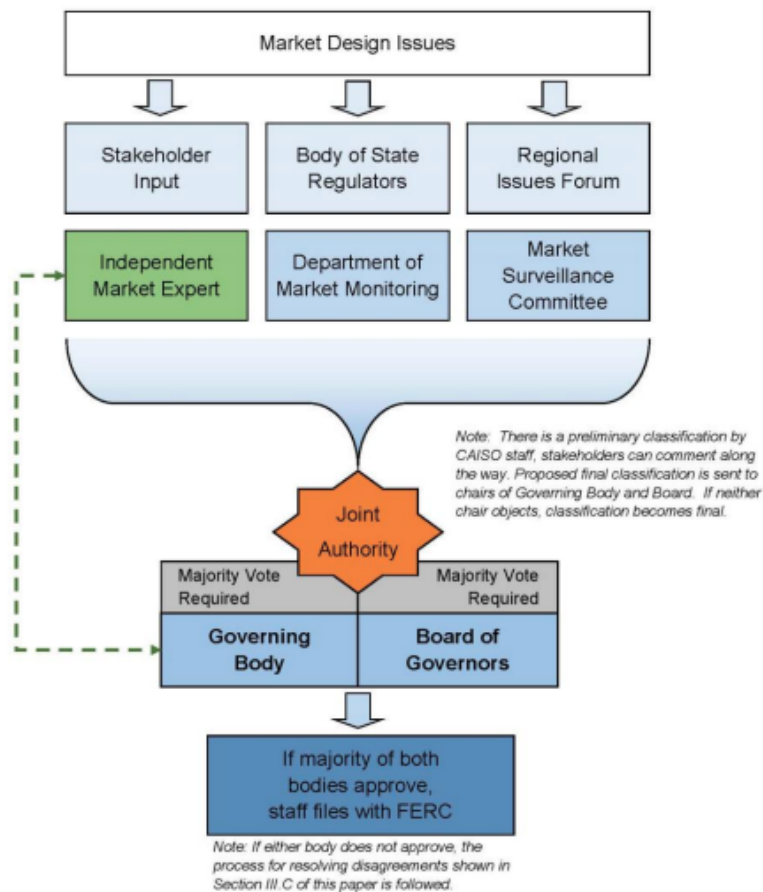 Market Design Issues
Stakeholder
Input
Body of State
Regulators
Regional
Issues Forum
Independent
Market Expert
Department of
Market Monitoring
Market
Surveillance
Committee
Note: There is a preliminary classification by
CAISO staff, stakeholders can comment along
the way. Proposed final classification is sent to
chairs of Governing Body and Board. If neither
chair objects, classification becomes final.
Joint
Authority
Majority Vote
Required
Majority Vote
Required
Governing
Body
Board of
Governors
If majority of both
bodies approve,
staff files with FERC
Note: If either body does not approve, the
process for resolving disagreements shown in
Section III.C of this paper is followed.